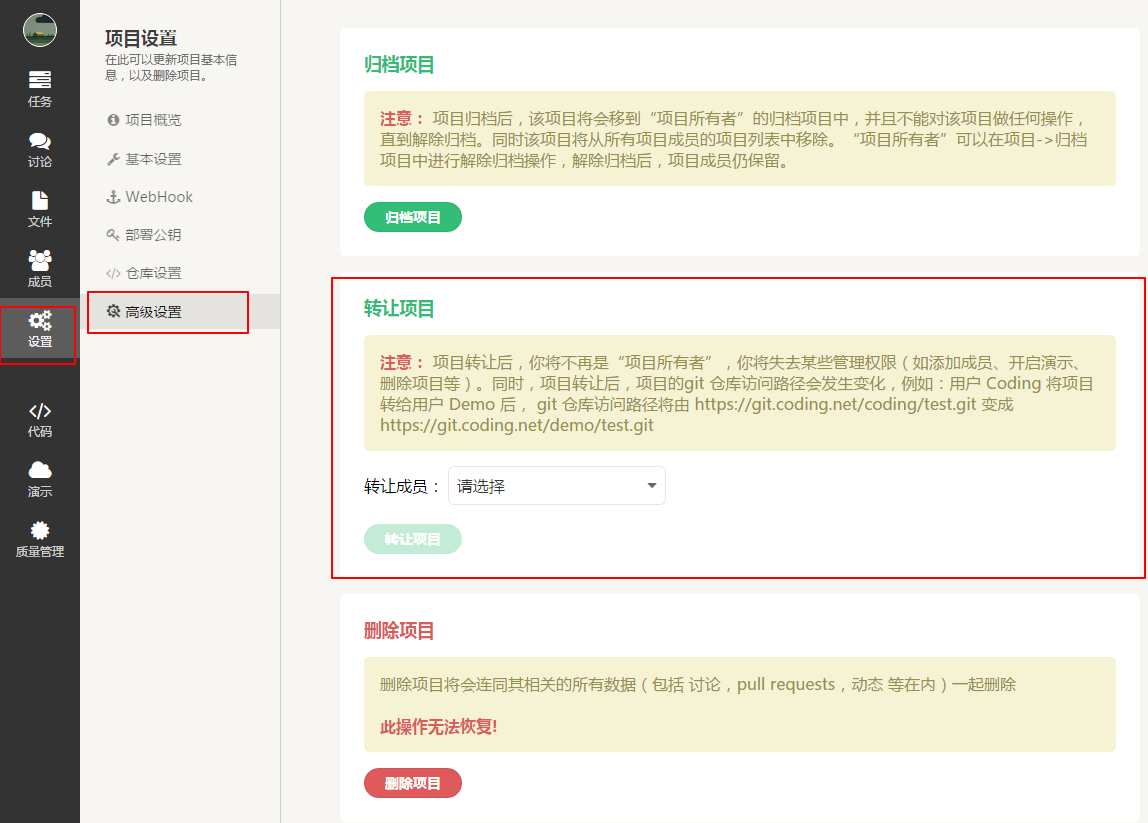 任务
讨论
文件
成员
设置
代码
演示
质量管理
项目设置
在此可以更新项目基本信
息，以及删除项目。
项目概览
基本设置
WebHook
部署公钥
仓库设置
高级设置
归档项目
注意： 项目归档后，该项目将会移到“项目所有者”的归档项目中，并且不能对该项目做任何操作，
直到解除归档。同时该项目将从所有项目成员的项目列表中移除。“项目所有者”可以在项目->归档
项目中进行解除归档操作，解除归档后，项目成员仍保留。
归档项目
转让项目
注意： 项目转让后，你将不再是“项目所有者”，你将失去某些管理权限（如添加成员、开启演示、
删除项目等）。同时，项目转让后，项目的git 仓库访问路径会发生变化，例如：用户 Coding 将项目
转给用户 Demo 后， git 仓库访问路径将由 https://git.coding.net/coding/test.git 变成
https://git.coding.net/demo/test.git
转让成员： 请选择
转让项目
删除项目
删除项目将会连同其相关的所有数据（包括 讨论，pull requests，动态 等在内）一起删除
此操作无法恢复!
删除项目